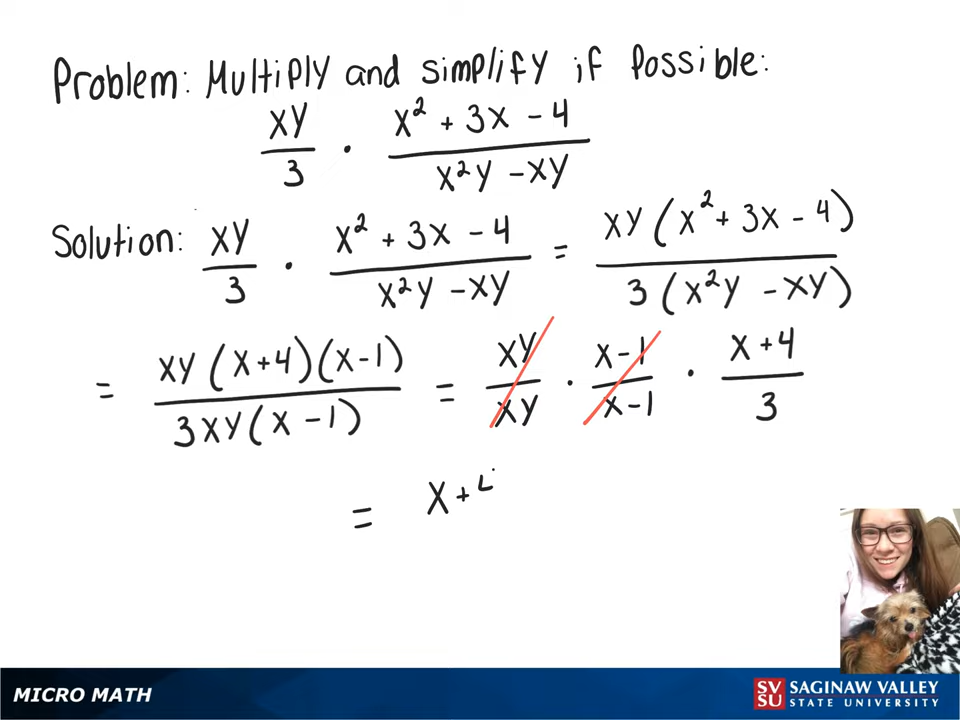 Problem: Multiply and simplify if possible:
xy/3 · (x² + 3x - 4)/(x²y - xy)
Solution: xy/3 · (x² + 3x - 4)/(x²y - xy) = xy(x² + 3x - 4)/3(x²y - xy)
= xy(x+4)(x-1)/3xy(x-1) = xy/xy · x-1/x-1 · x+4/3
= x+4
MICRO MATH
SVSU SAGINAW VALLEY
STATE UNIVERSITY